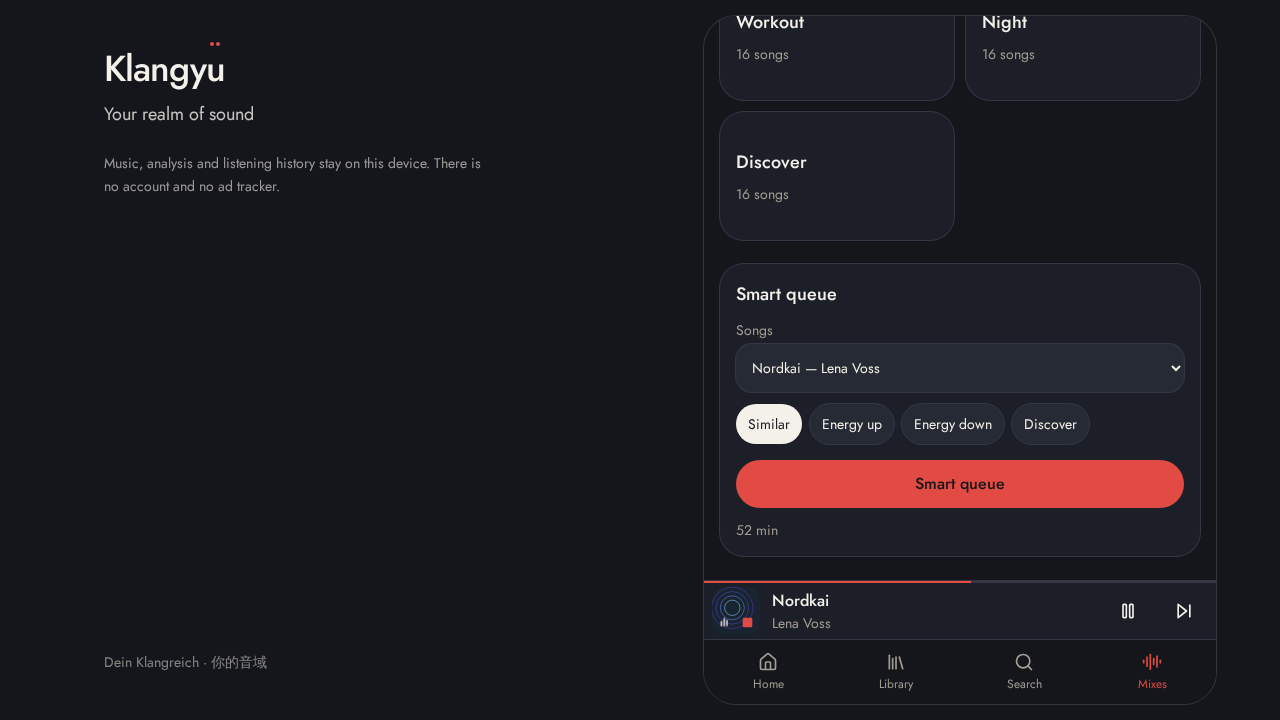 Klangyü
Your realm of sound
Music, analysis and listening history stay on this device. There is
no account and no ad tracker.
Dein Klangreich · 你的音域
Workout
16 songs
Night
16 songs
Discover
16 songs
Smart queue
Songs
Nordkai — Lena Voss
Similar
Energy up
Energy down
Discover
Smart queue
52 min
Nordkai
Lena Voss
Home
Library
Search
Mixes